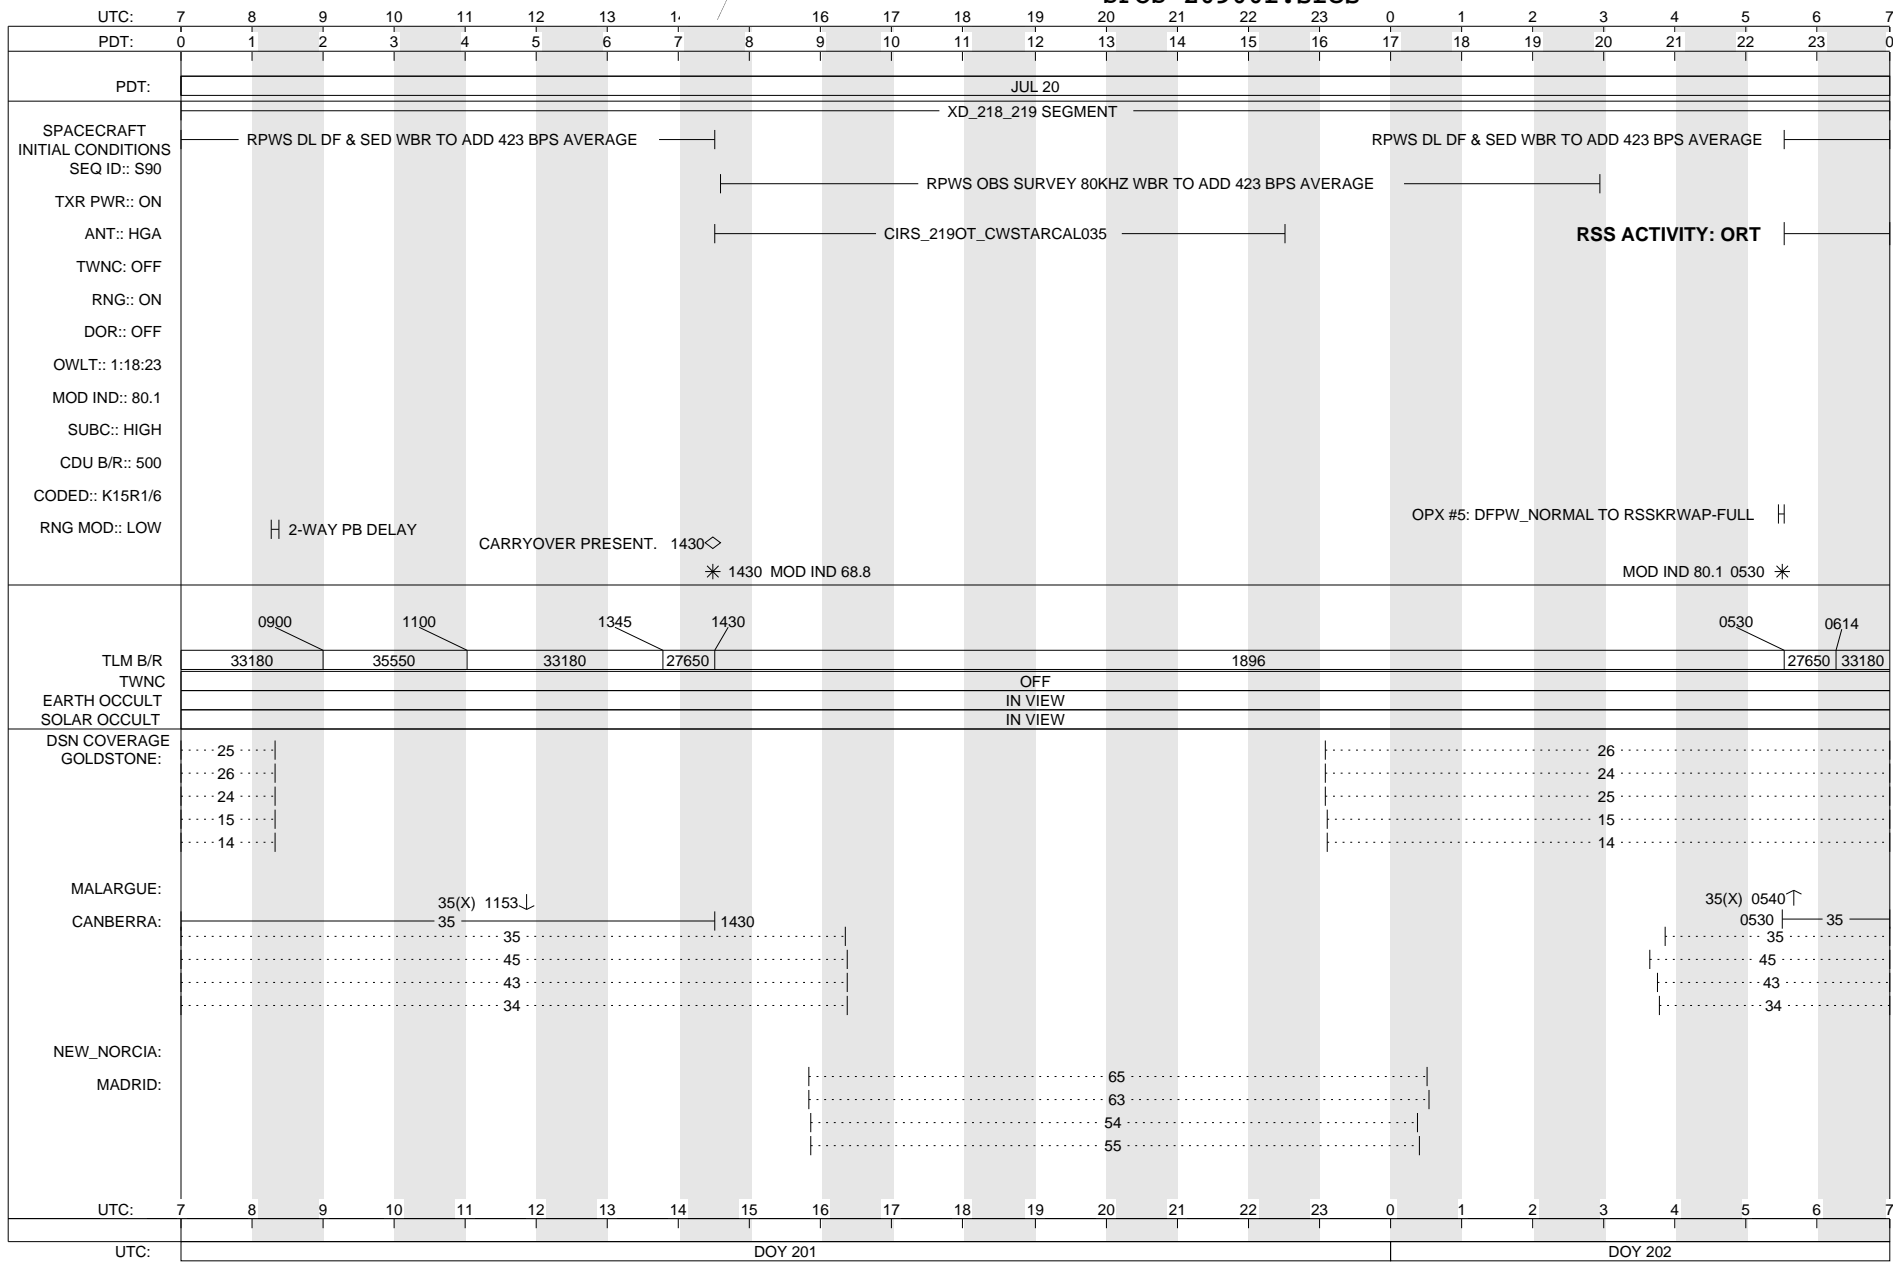 UTC: 7 8 9 10 11 12 13 16 17 18 19 20 21 22 23 0 1 2 3 4 5 6 7
PDT: 0 1 2 3 4 5 6 7 8 9 10 11 12 13 14 15 16 17 18 19 20 21 22 23 0
PDT: JUL 20
XD_218_219 SEGMENT
SPACECRAFT
INITIAL CONDITIONS
RPWS DL DF & SED WBR TO ADD 423 BPS AVERAGE RPWS DL DF & SED WBR TO ADD 423 BPS AVERAGE
SEQ ID:: S90
RPWS OBS SURVEY 80KHZ WBR TO ADD 423 BPS AVERAGE
TXR PWR:: ON
ANT:: HGA CIRS_219OT_CWSTARCAL035 RSS ACTIVITY: ORT
TWNC: OFF
RNG:: ON
DOR:: OFF
OWLT:: 1:18:23
MOD IND:: 80.1
SUBC:: HIGH
CDU B/R:: 500
CODED:: K15R1/6
OPX #5: DFPW_NORMAL TO RSSKRWAP-FULL
RNG MOD:: LOW 2-WAY PB DELAY
CARRYOVER PRESENT. 1430
1430 MOD IND 68.8 MOD IND 80.1 0530
0900 1100 1345 1430 0530 0614
TLM B/R 33180 35550 33180 27650 1896 27650 33180
TWNC OFF
EARTH OCCULT IN VIEW
SOLAR OCCULT IN VIEW
DSN COVERAGE
GOLDSTONE:
25 26
26 24
24 25
15 15
14 14
MALARGUE:
35(X) 1153 35(X) 0540
CANBERRA: 35 1430 0530 35
35 35
45 45
43 43
34 34
NEW_NORCIA:
MADRID:
65
63
54
55
UTC: 7 8 9 10 11 12 13 14 15 16 17 18 19 20 21 22 23 0 1 2 3 4 5 6 7
UTC: DOY 201 DOY 202